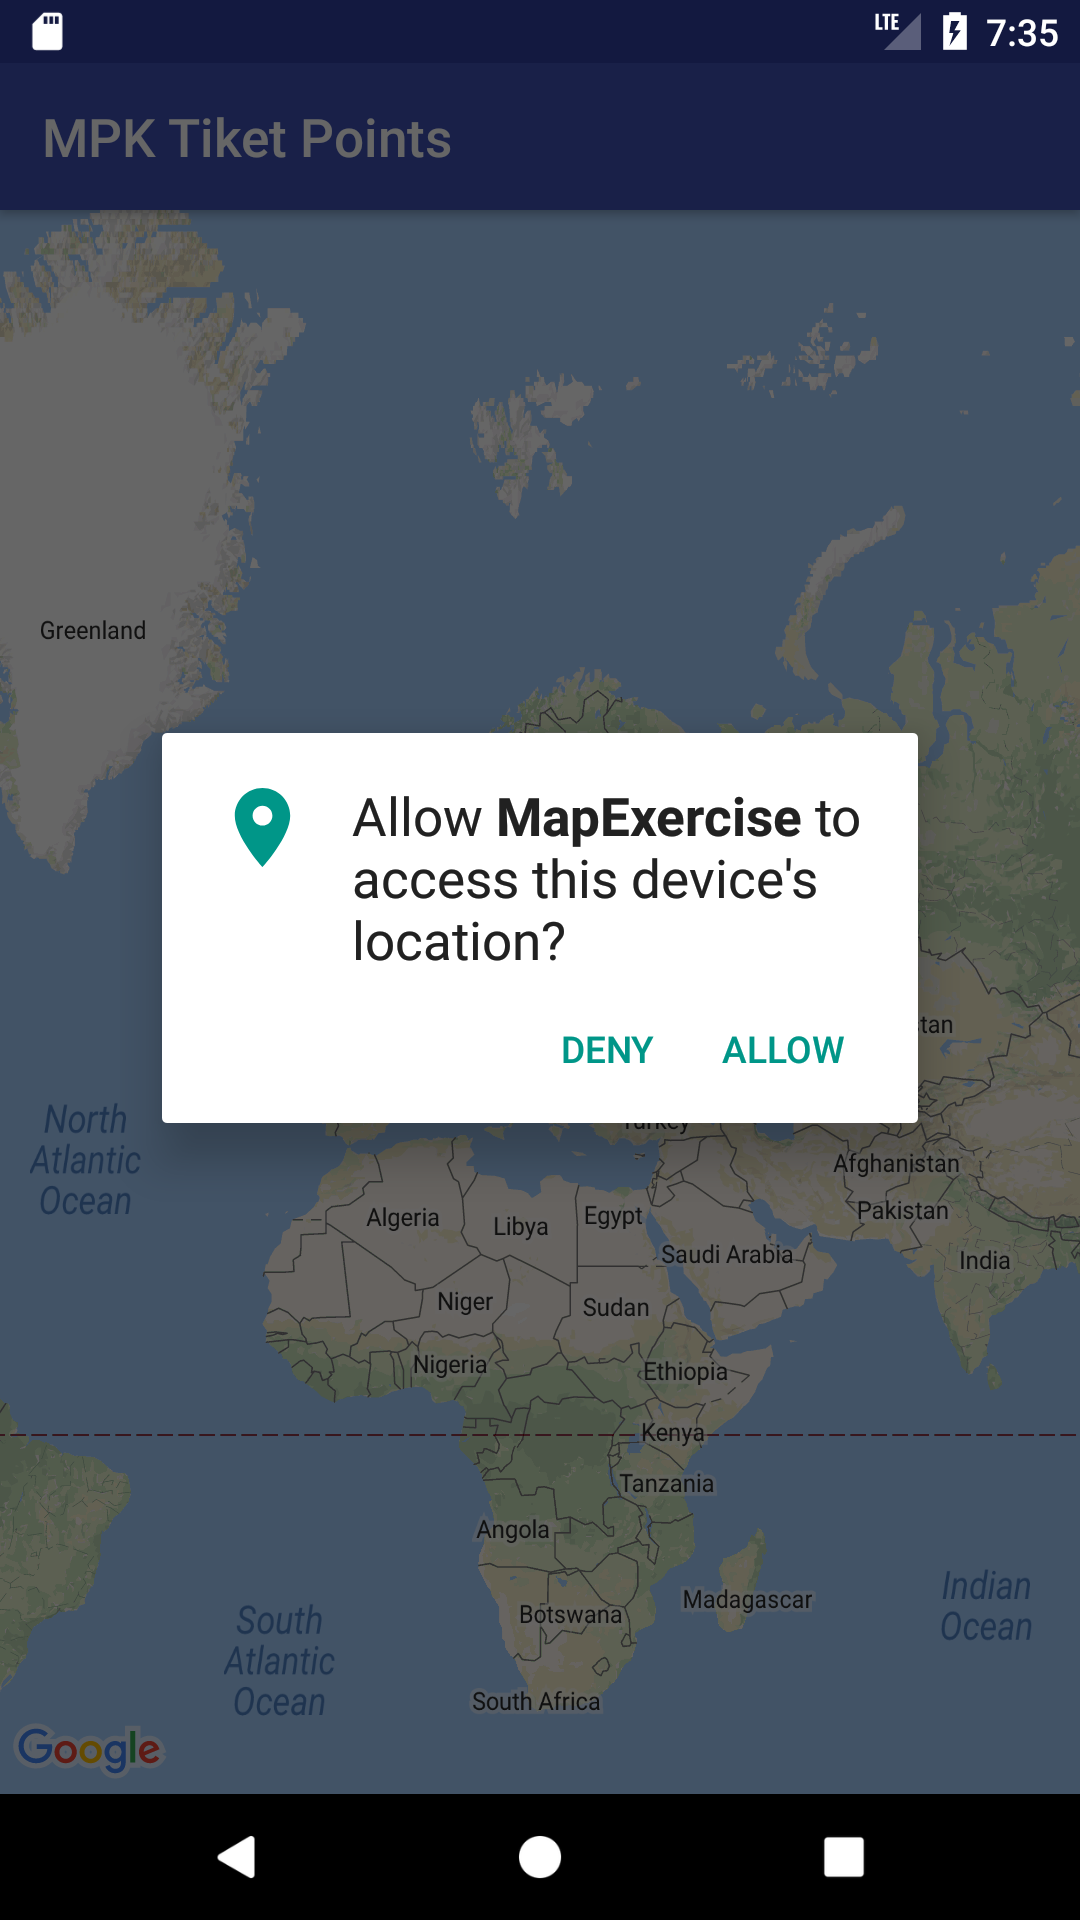 LTE 7:35
MPK Tiket Points
Greenland
Allow MapExercise to
access this device's
location?
DENY ALLOW
stan
Turkey
North
Atlantic
Ocean
Afghanistan
Pakistan
Algeria
Libya
Egypt
Saudi Arabia
India
Niger
Sudan
Nigeria
Ethiopia
Kenya
Tanzania
Angola
Madagascar
Botswana
Indian
Ocean
South
Atlantic
Ocean
South Africa
Google